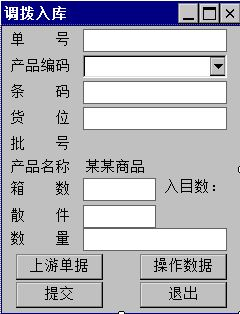 调拨入库
单 号
产品编码
条 码
货 位
批 号
产品名称 某某商品
箱 数 入目数：
散 件
数 量
上游单据 操作数据
提交 退出